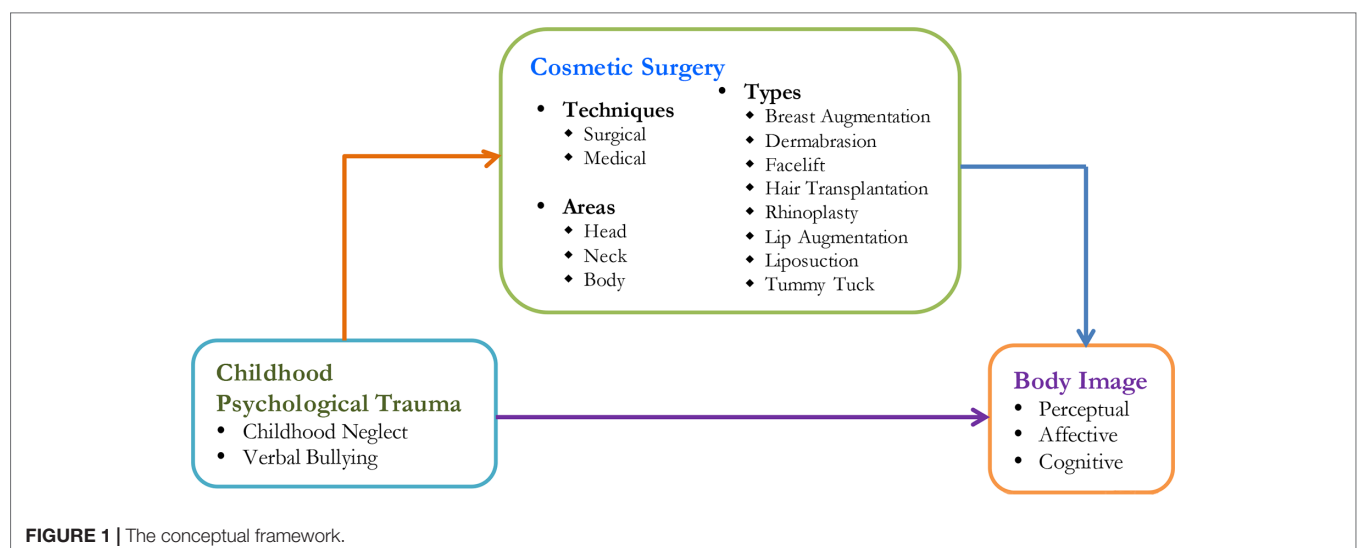 Cosmetic Surgery
• Techniques
◆ Surgical
◆ Medical
• Areas
◆ Head
◆ Neck
◆ Body
• Types
◆ Breast Augmentation
◆ Dermabrasion
◆ Facelift
◆ Hair Transplantation
◆ Rhinoplasty
◆ Lip Augmentation
◆ Liposuction
◆ Tummy Tuck
Childhood
Psychological Trauma
• Childhood Neglect
• Verbal Bullying
Body Image
• Perceptual
• Affective
• Cognitive
FIGURE 1 | The conceptual framework.